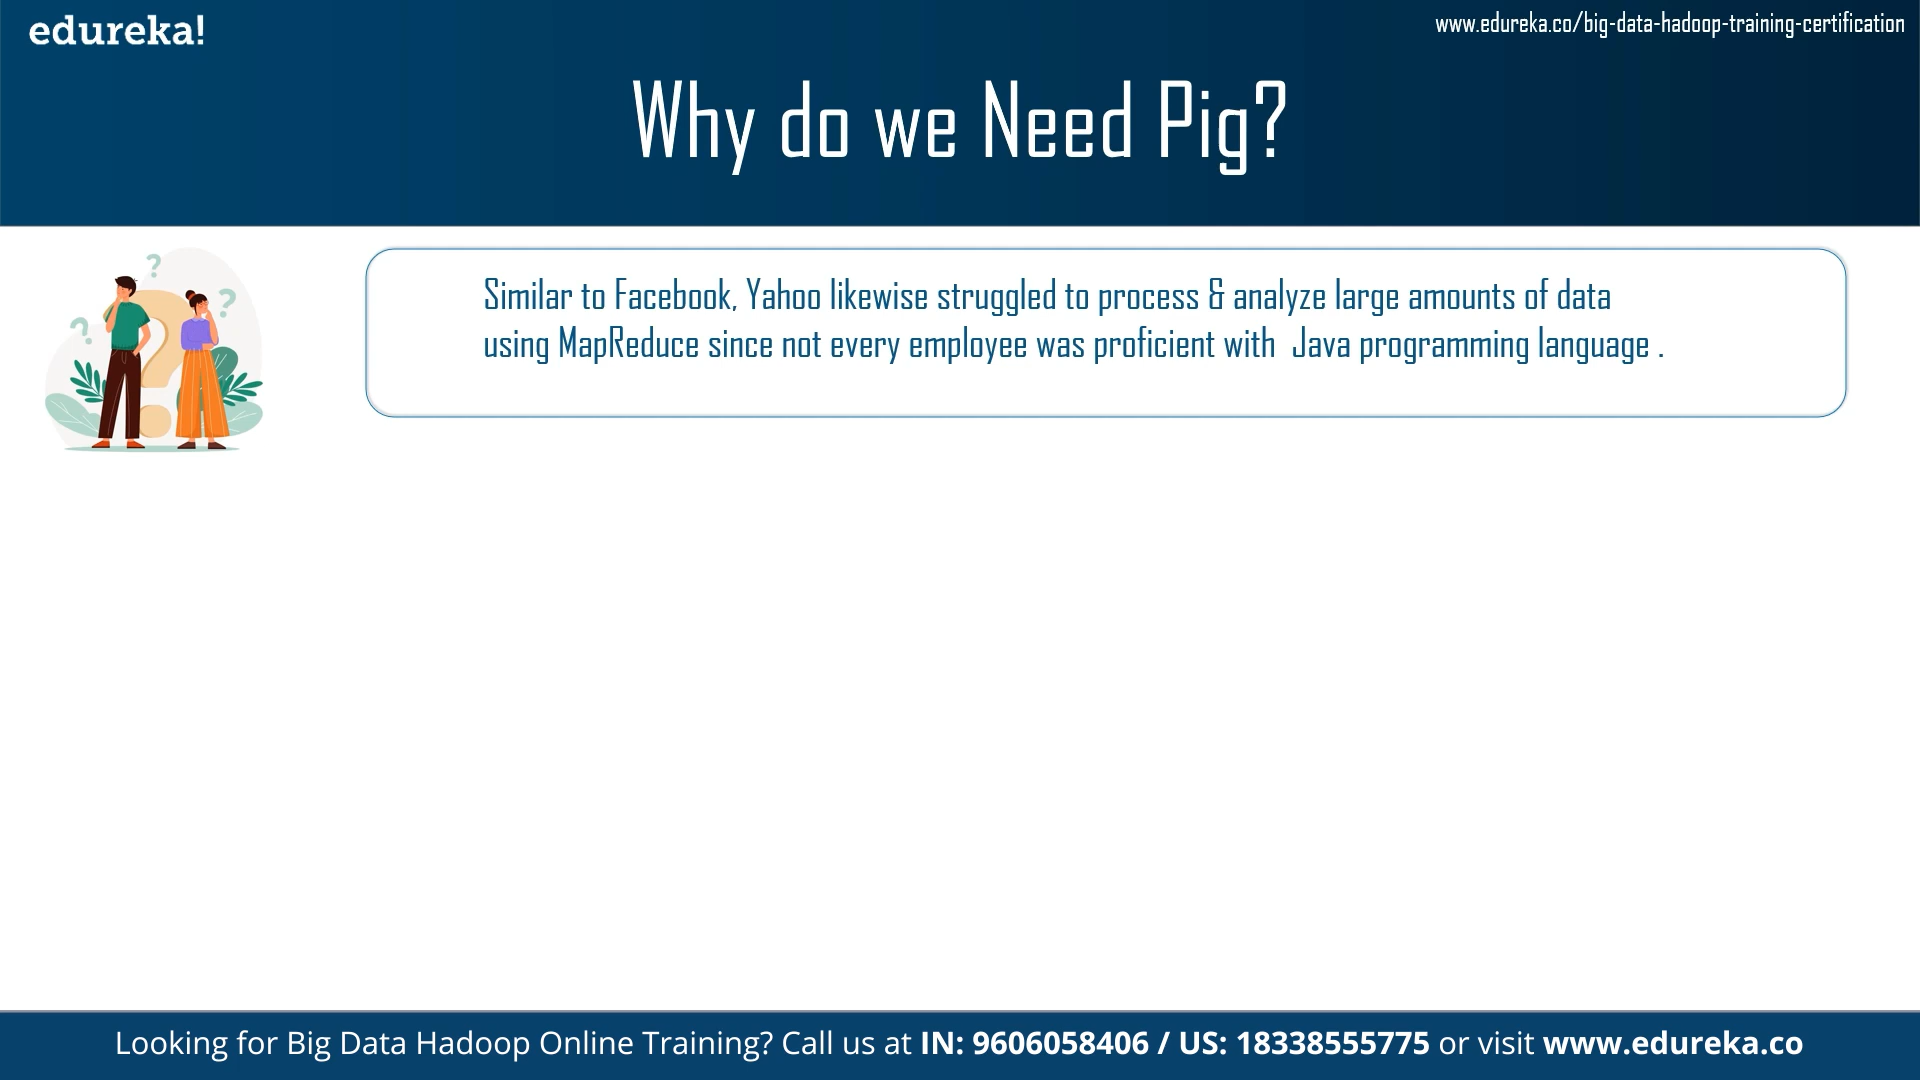 edureka!
www.edureka.co/big-data-hadoop-training-certification
Why do we Need Pig?
Similar to Facebook, Yahoo likewise struggled to process & analyze large amounts of data
using MapReduce since not every employee was proficient with  Java programming language .
Looking for Big Data Hadoop Online Training? Call us at IN: 9606058406 / US: 18338555775 or visit www.edureka.co